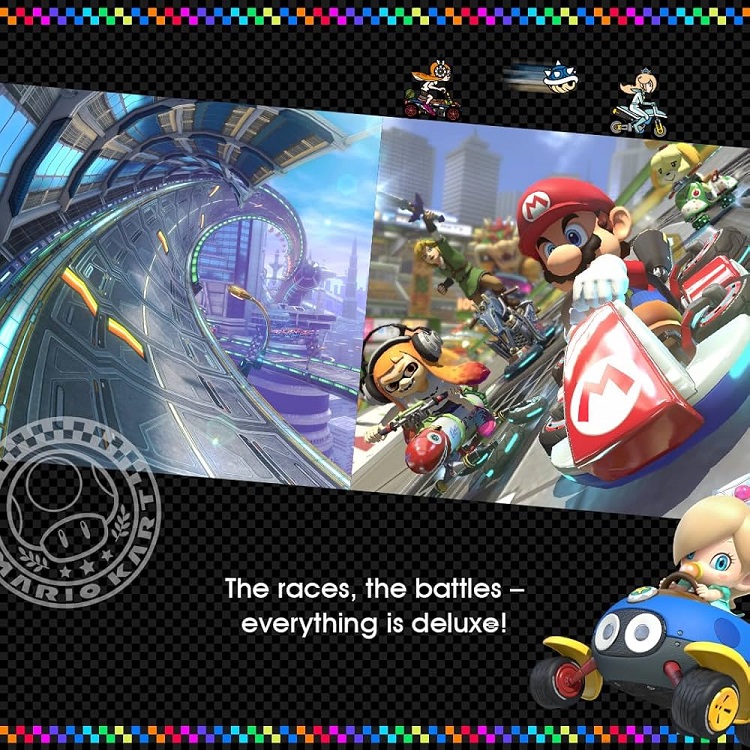 M
M
MARIO KART
The races, the battles –
everything is deluxe!